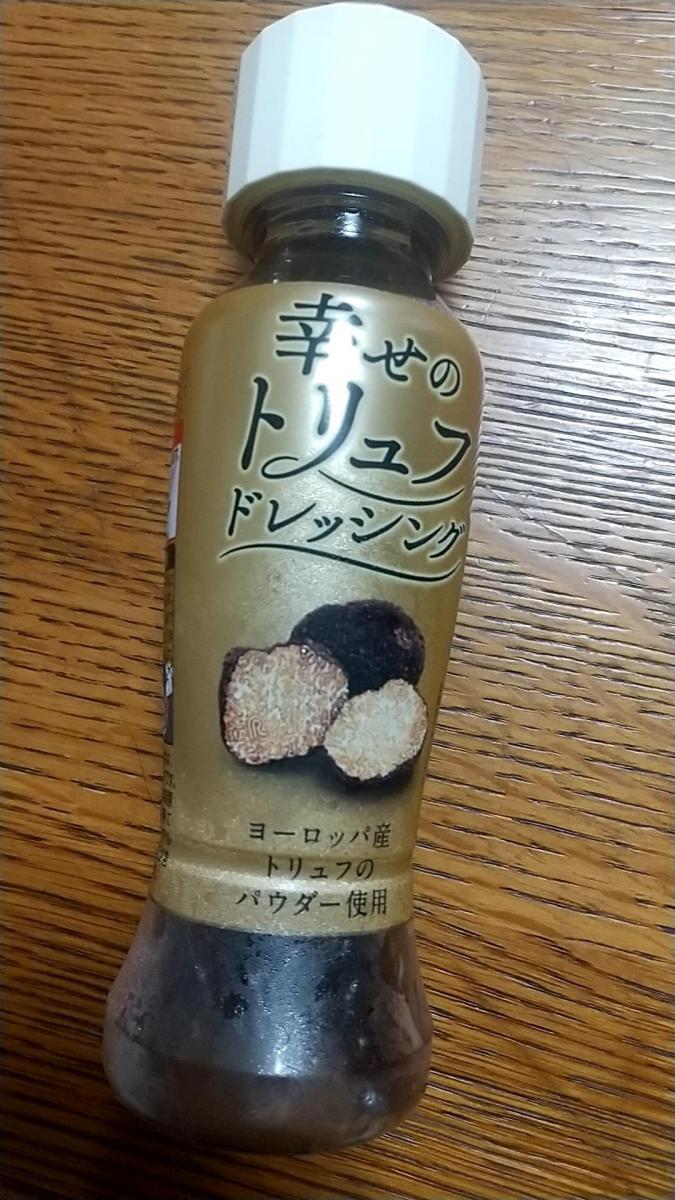 幸せの
トリュフ
ドレッシング
ヨーロッパ産
トリュフの
パウダー使用